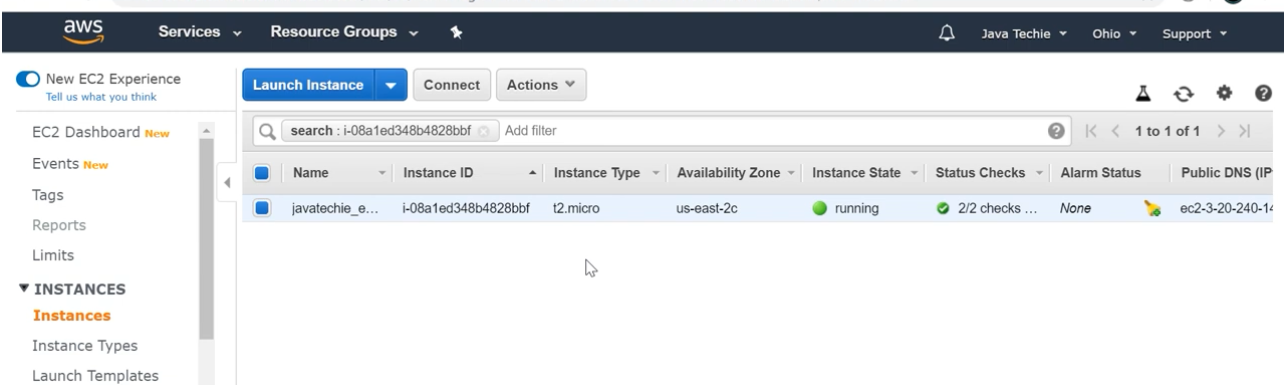 aws Services Resource Groups Java Techie Ohio Support
New EC2 Experience
Tell us what you think
Launch Instance Connect Actions
search : i-08a1ed348b4828bbf Add filter 1 to 1 of 1
EC2 Dashboard New
Events New
Tags
Reports
Limits
INSTANCES
Instances
Instance Types
Launch Templates
Name Instance ID Instance Type Availability Zone Instance State Status Checks Alarm Status Public DNS (IP
javatechie_e... i-08a1ed348b4828bbf t2.micro us-east-2c running 2/2 checks ... None ec2-3-20-240-14